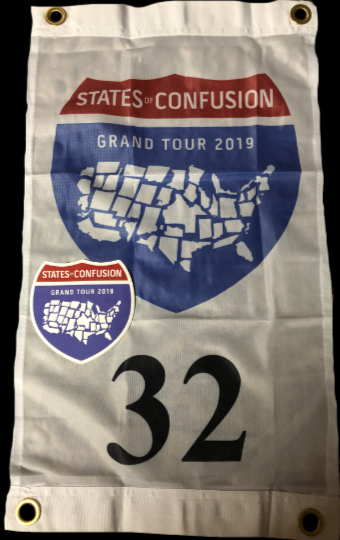 STATES OF CONFUSION
GRAND TOUR 2019
STATES OF CONFUSION
GRAND TOUR 2019
32